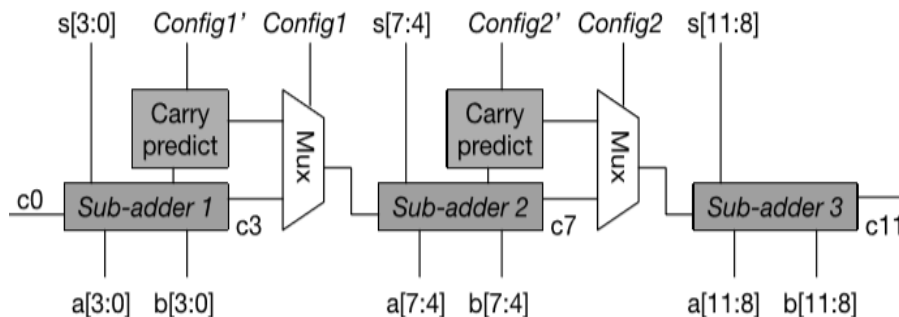 s[3:0] Config1' Config1 s[7:4] Config2' Config2 s[11:8]
Carry predict
Mux
Carry predict
Mux
c0 Sub-adder 1 c3 Sub-adder 2 c7 Sub-adder 3 c11
a[3:0] b[3:0] a[7:4] b[7:4] a[11:8] b[11:8]